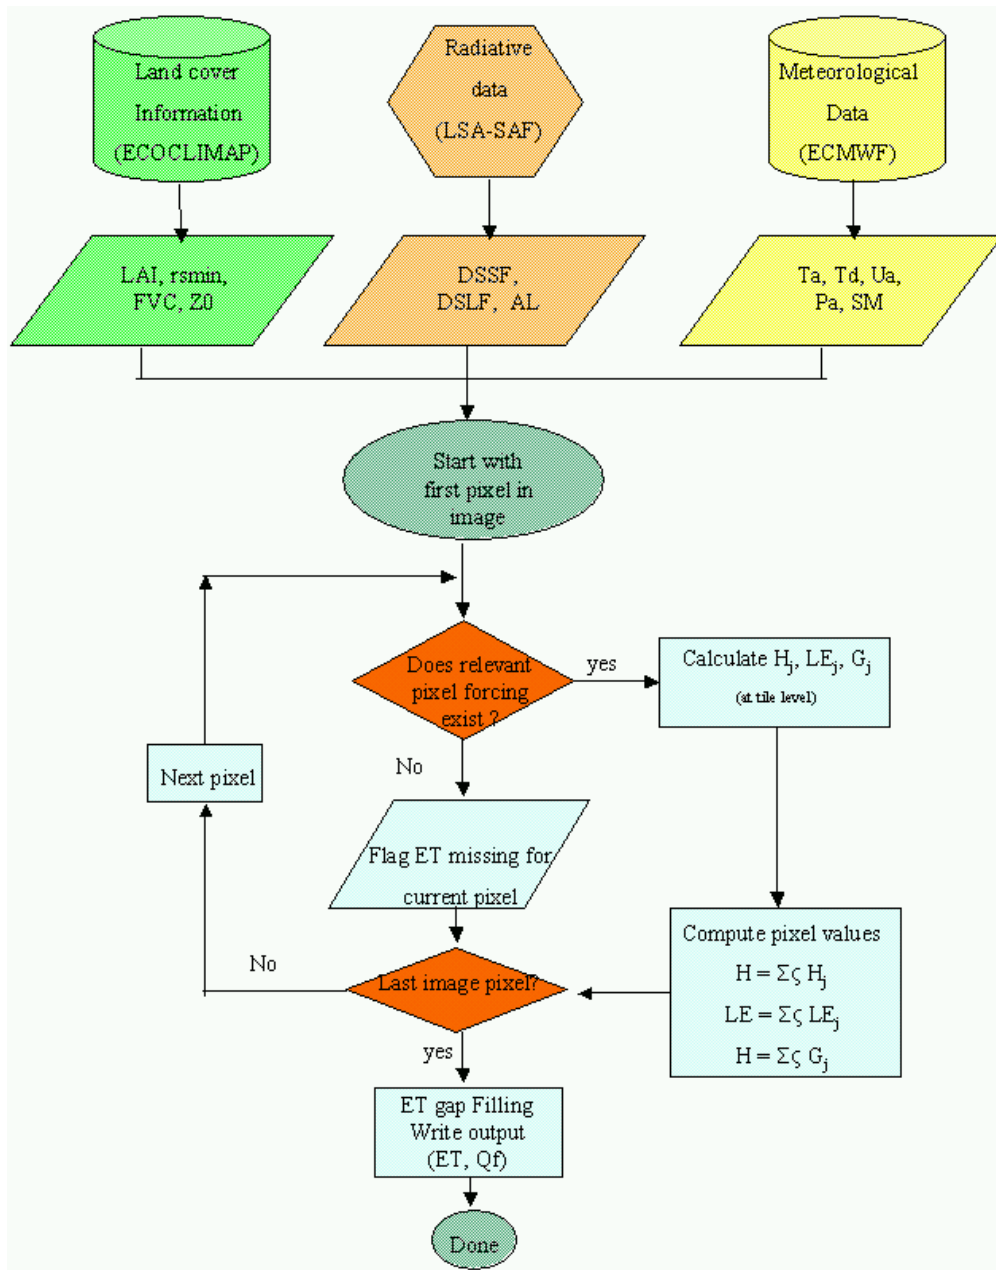 Land cover
Information
(ECOCLIMAP)
Radiative
data
(LSA-SAF)
Meteorological
Data
(ECMWF)
LAI, rsmin,
FVC, Z0
DSSF,
DSLF, AL
Ta, Td, Ua,
Pa, SM
Start with
first pixel in
image
Does relevant
pixel forcing
exist ?
yes
Calculate Hj, LEj, Gj
(at tile level)
No
Next pixel
Flag ET missing for
current pixel
Compute pixel values
H = Σς Hj
LE = Σς LEj
H = Σς Gj
Last image pixel?
No
yes
ET gap Filling
Write output
(ET, Qf)
Done